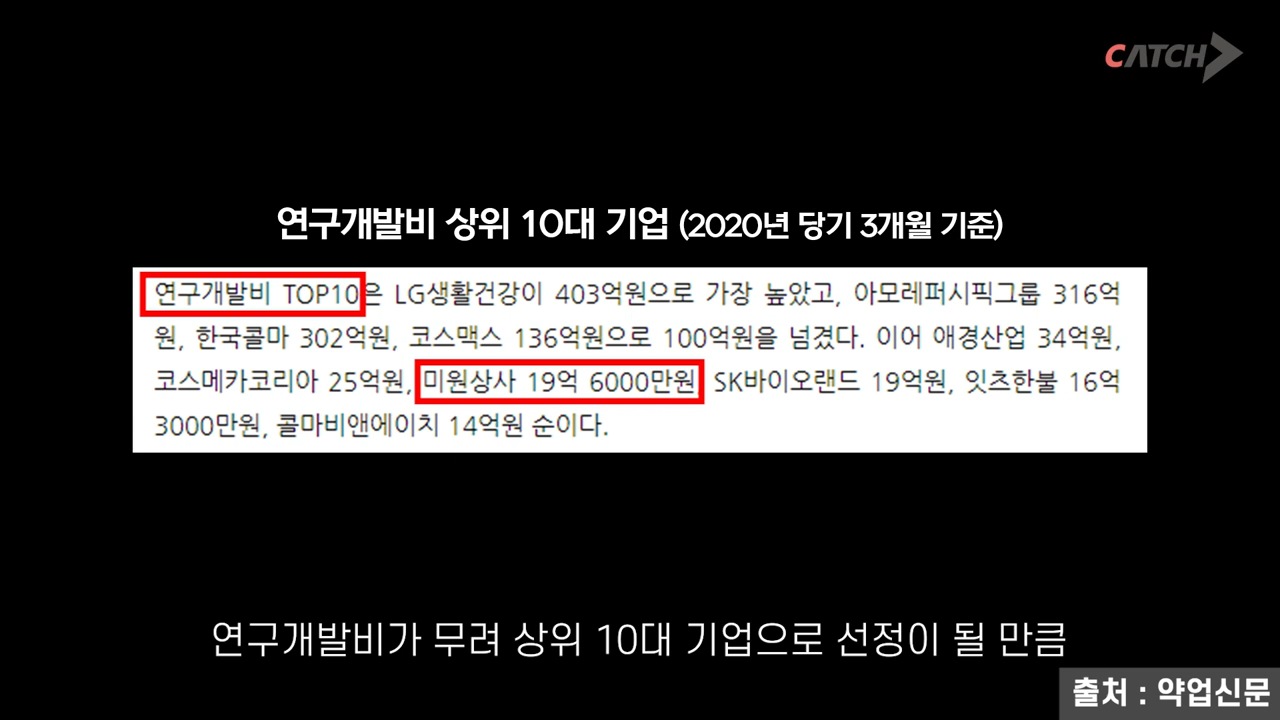 CATCH
연구개발비 상위 10대 기업 (2020년 당기 3개월 기준)
연구개발비 TOP10은 LG생활건강이 403억원으로 가장 높았고, 아모레퍼시픽그룹 316억
원, 한국콜마 302억원, 코스맥스 136억원으로 100억원을 넘겼다. 이어 애경산업 34억원,
코스메카코리아 25억원, 미원상사 19억 6000만원, SK바이오랜드 19억원, 잇츠한불 16억
3000만원, 콜마비앤에이치 14억원 순이다.
연구개발비가 무려 상위 10대 기업으로 선정이 될 만큼
출처 : 약업신문